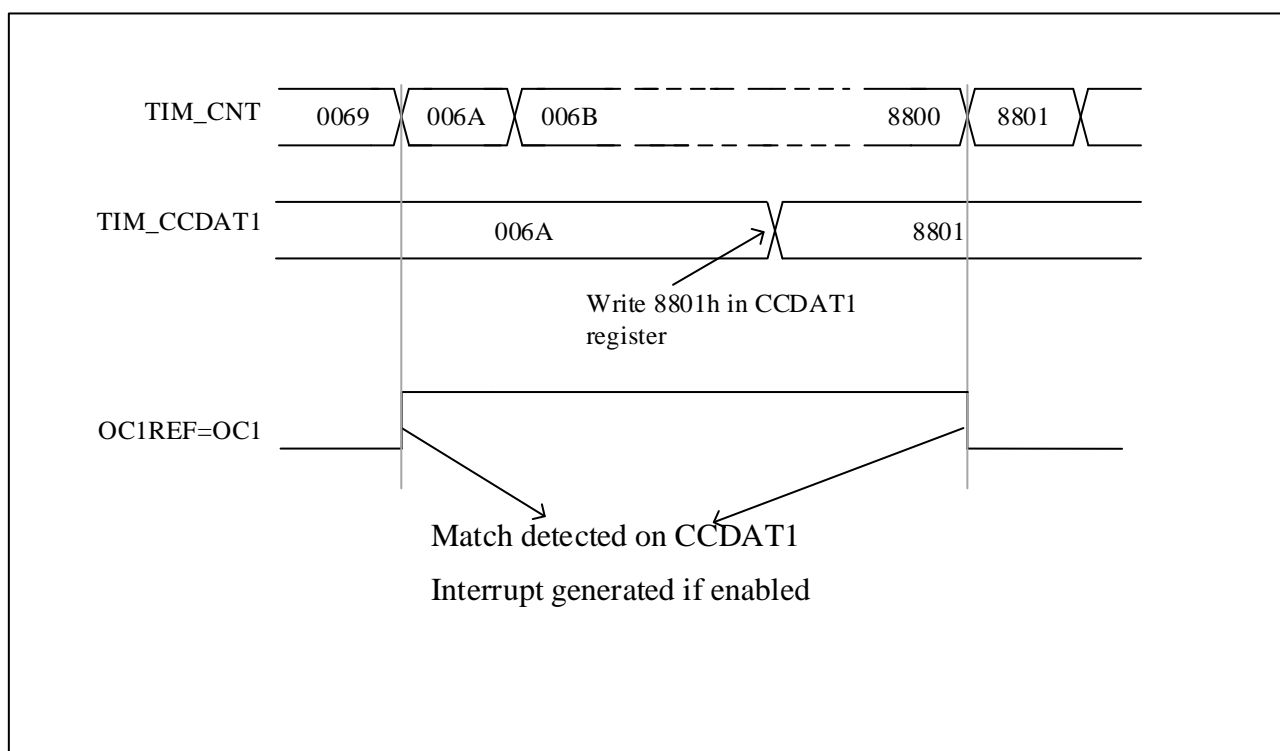 TIM_CNT 0069 006A 006B 8800 8801
TIM_CCDAT1 006A 8801
Write 8801h in CCDAT1
register
OC1REF=OC1
Match detected on CCDAT1
Interrupt generated if enabled